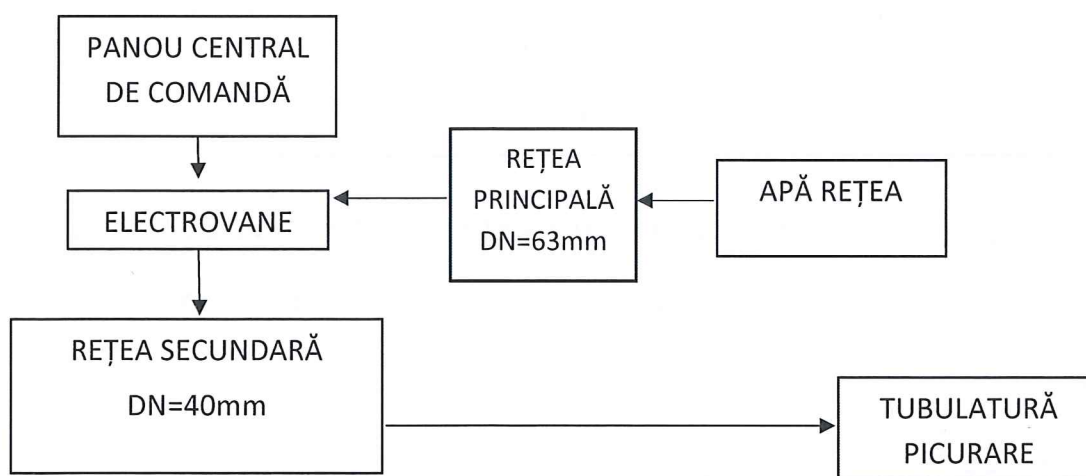 PANOU CENTRAL
DE COMANDĂ
REȚEA
PRINCIPALĂ
DN=63mm
APĂ REȚEA
ELECTROVANE
REȚEA SECUNDARĂ
DN=40mm
TUBULATURĂ
PICURARE